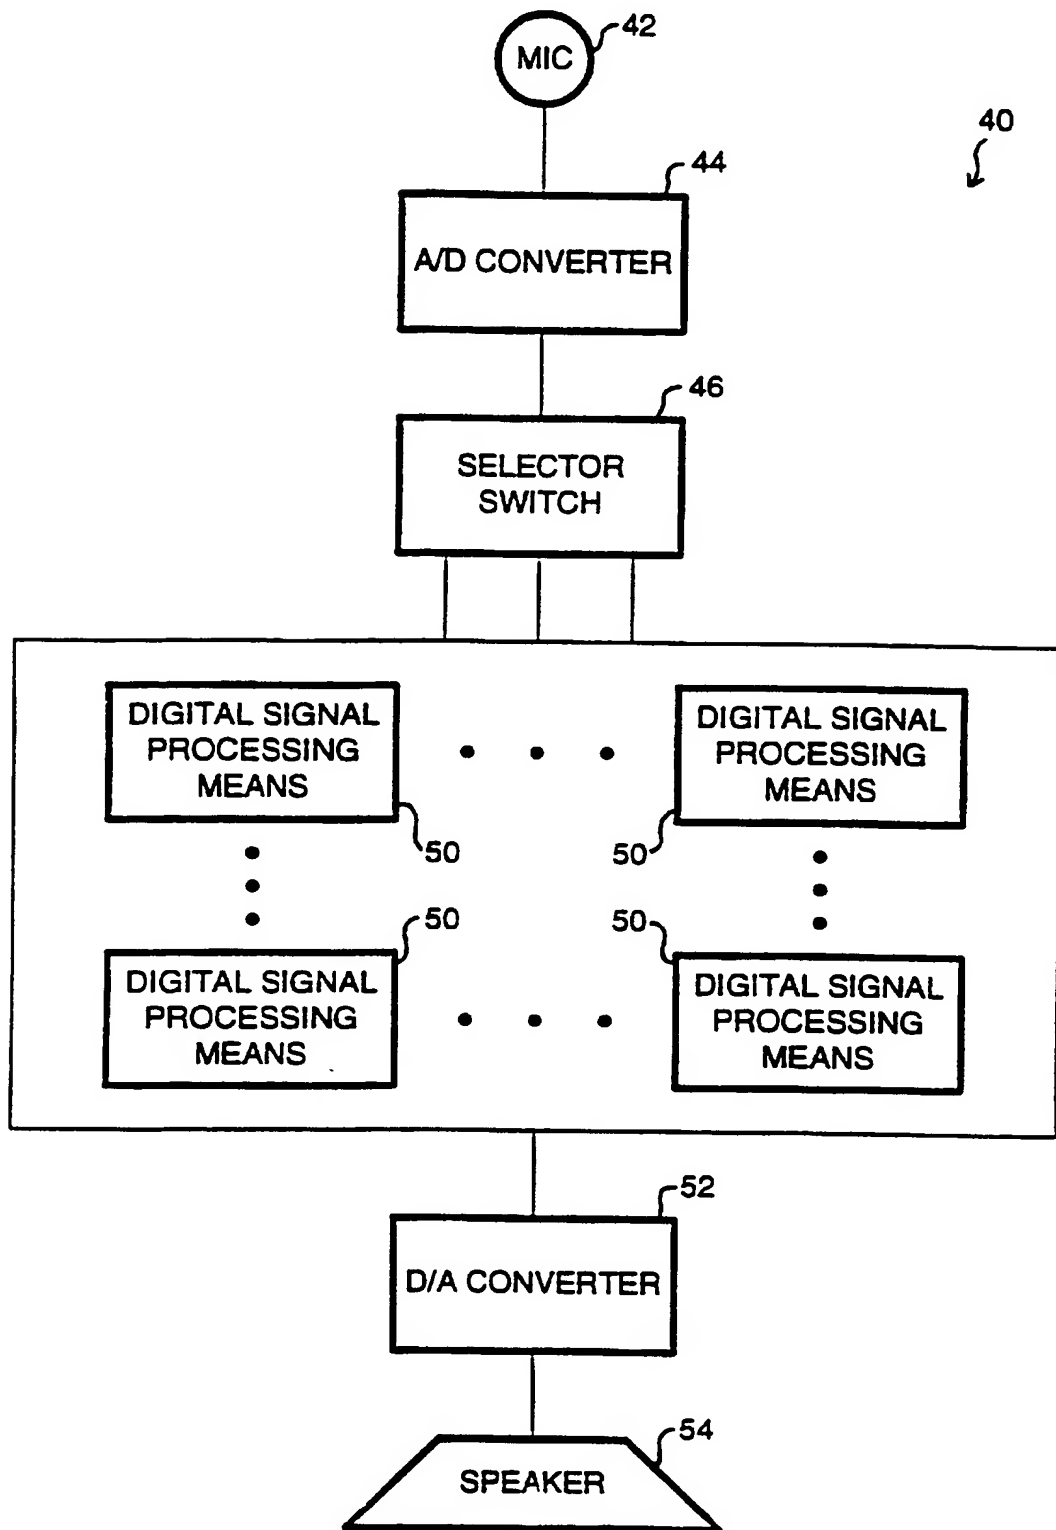 42
MIC
40
44
A/D CONVERTER
46
SELECTOR
SWITCH
DIGITAL SIGNAL
PROCESSING
MEANS
50
DIGITAL SIGNAL
PROCESSING
MEANS
50
DIGITAL SIGNAL
PROCESSING
MEANS
50
DIGITAL SIGNAL
PROCESSING
MEANS
50
52
D/A CONVERTER
54
SPEAKER